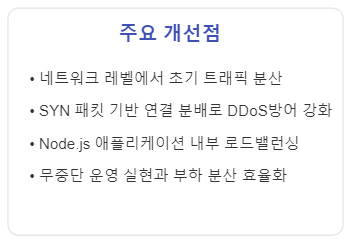 주요 개선점
• 네트워크 레벨에서 초기 트래픽 분산
• SYN 패킷 기반 연결 분배로 DDoS방어 강화
• Node.js 애플리케이션 내부 로드밸런싱
• 무중단 운영 실현과 부하 분산 효율화